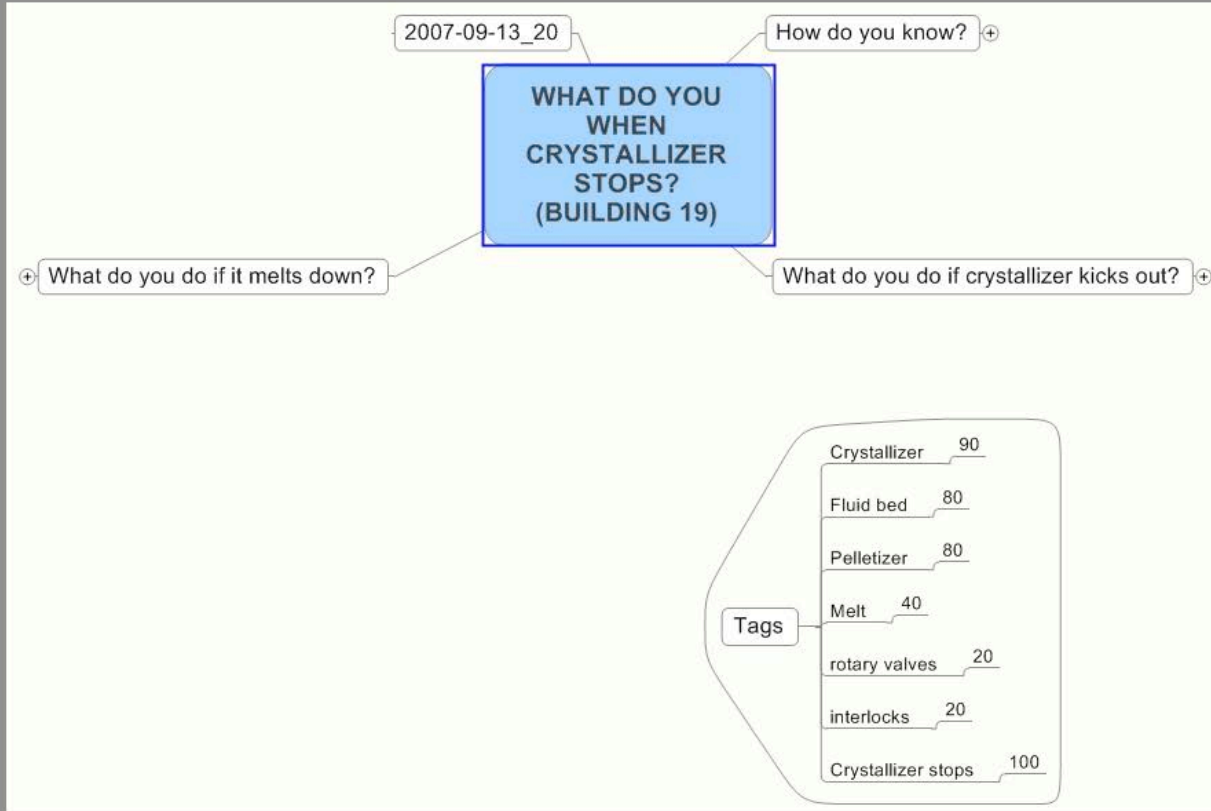 2007-09-13_20
How do you know?
WHAT DO YOU
WHEN
CRYSTALLIZER
STOPS?
(BUILDING 19)
What do you do if it melts down?
What do you do if crystallizer kicks out?
Tags
Crystallizer 90
Fluid bed 80
Pelletizer 80
Melt 40
rotary valves 20
interlocks 20
Crystallizer stops 100